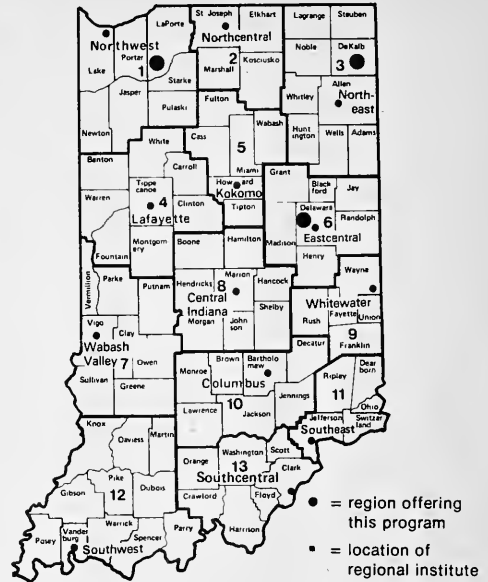 St Joseph
Elkhart
Lagrange
Steuben
LaPorte
Northwest
Northcentral
Lake
Porter
1
2
Marshall
Kosciusko
Noble
DeKalb
3
Starke
Jasper
Pulaski
Newton
Fulton
Whitley
Allen
North-
east
Hunt
ington
Wells
Adams
Benton
White
Cass
Wabash
5
Miami
Carroll
Howard
Kokomo
Tipton
Grant
Black
ford
Jay
Warren
Tippe
canoe
4
Lafayette
Clinton
Delaware
6
Eastcentral
Randolph
Fountain
Montgom
ery
Boone
Hamilton
Madison
Henry
Wayne
Vermillion
Parke
Putnam
Hendricks
Marion
8
Central
Indiana
Hancock
Morgan
John
son
Shelby
Whitewater
Rush
Fayette
Union
9
Franklin
Vigo
Clay
Wabash
Valley
7
Owen
Sullivan
Greene
Monroe
Brown
Bartholo
mew
Columbus
Decatur
Jennings
10
Lawrence
Jackson
Ripley
Dear
born
11
Ohio
Jefferson
Switzer
land
Southeast
Knox
Daviess
Martin
Orange
Washington
13
Southcentral
Scott
Clark
Crawford
Floyd
Harrison
Gibson
Pike
12
Dubois
Posey
Vander
burg
Warrick
Spencer
Perry
Southwest
● = region offering
this program
▪ = location of
regional institute